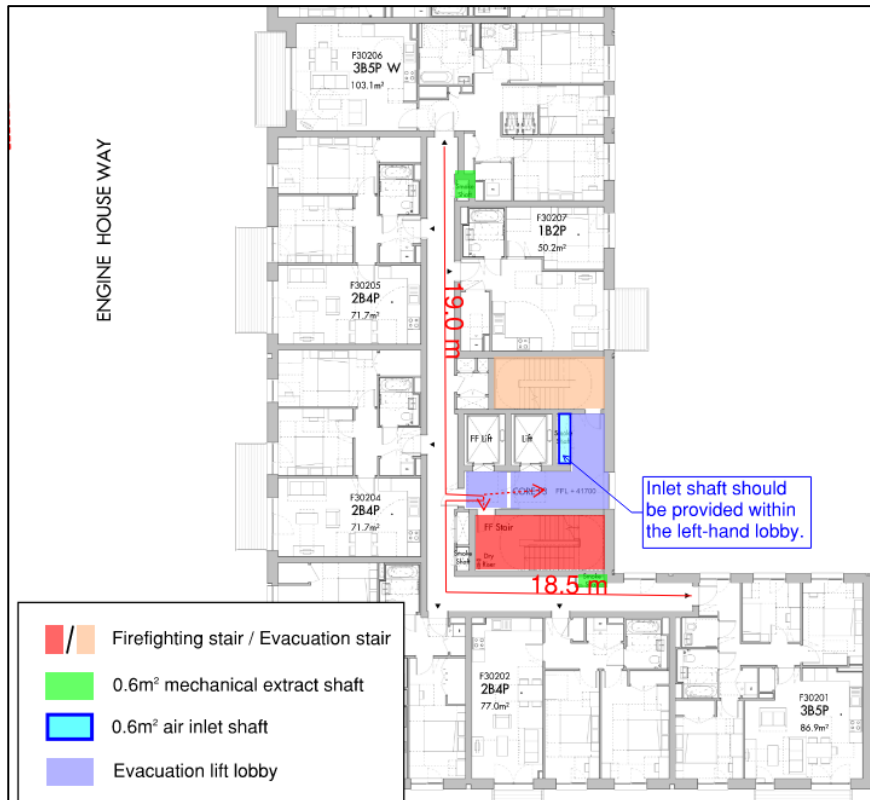 F30206
3B5P W
103.1m²
Smoke
Shaft
ENGINE HOUSE WAY
F30207
1B2P
50.2m²
F30205
2B4P
71.7m²
19.0 m
FF Lift
Lift
F30204
2B4P
71.7m²
FFL + 41700
Inlet shaft should
be provided within
the left-hand lobby.
FF Stair
Dry
Riser
Smoke
Shaft
18.5 m
F30202
2B4P
77.0m²
F30201
3B5P
86.9m²
Firefighting stair / Evacuation stair
0.6m² mechanical extract shaft
0.6m² air inlet shaft
Evacuation lift lobby